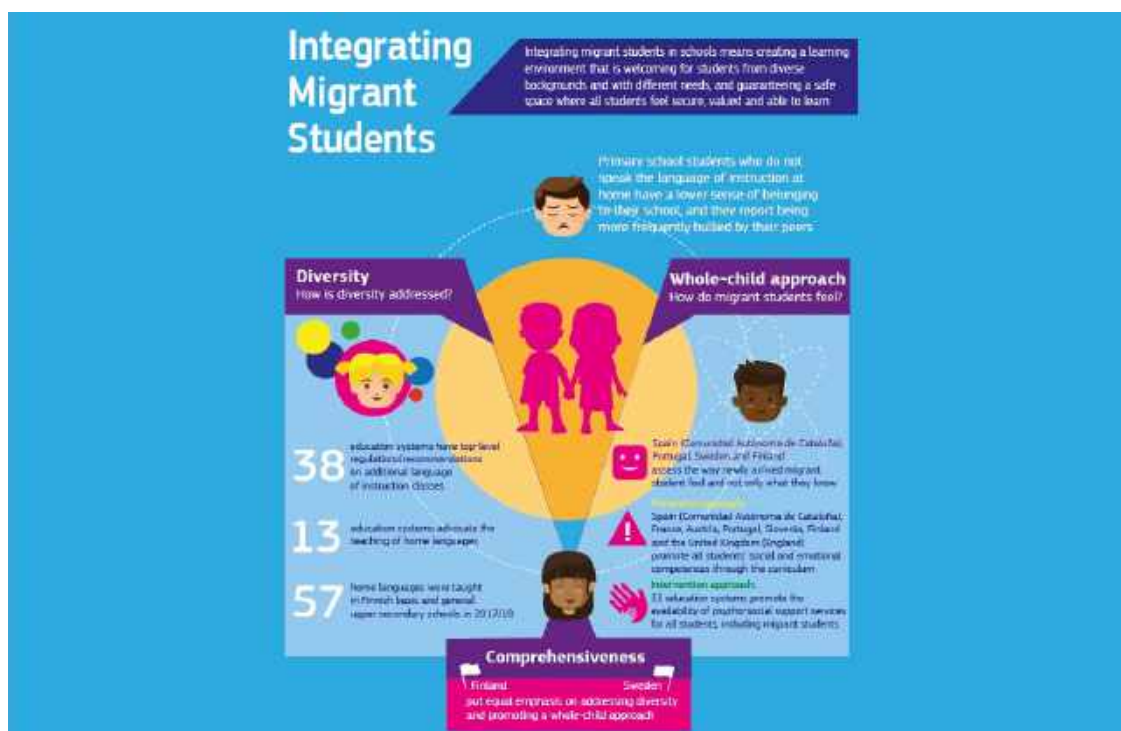 Integrating
Migrant
Students
Integrating migrant students in schools means creating a learning
environment that is welcoming for students from diverse
backgrounds and with different needs, and guaranteeing a safe
space where all students feel secure, valued and able to learn
Primary school students who do not
speak the language of instruction at
home have a lower sense of belonging
to their school, and they report being
more frequently bullied by their peers
Diversity
How is diversity addressed?
38
education systems have top-level
regulations/recommendations
on additional language
of instruction classes
13
education systems advocate the
teaching of home languages
57
home languages were taught
in Finnish basic and general
upper secondary schools in 2017/18
Whole-child approach
How do migrant students feel?
Spain (Comunidad Autónoma de Cataluña),
Portugal, Sweden and Finland
assess the way newly arrived migrant
student feel and not only what they know
Spain (Comunidad Autónoma de Cataluña),
France, Austria, Portugal, Slovenia, Finland
and the United Kingdom (England)
promote all students' social and emotional
competences through the curriculum
Intervention approach
education systems promote the
availability of psycho-social support services
for all students, including migrant students
Comprehensiveness
Finland
Sweden
put equal emphasis on addressing diversity
and promoting a whole-child approach